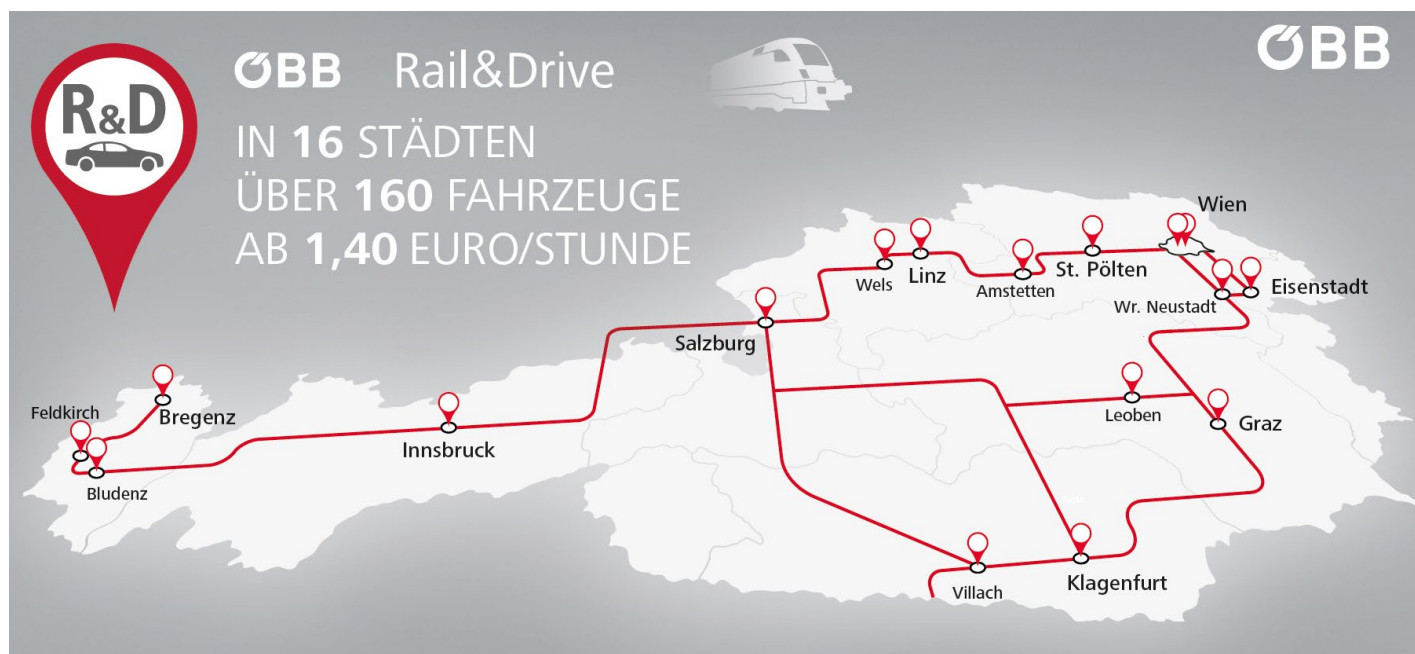 R&D
ÖBB Rail&Drive
ÖBB
IN 16 STÄDTEN
ÜBER 160 FAHRZEUGE
AB 1,40 EURO/STUNDE
Wien
Wels
Linz
Amstetten
St. Pölten
Eisenstadt
Wr. Neustadt
Salzburg
Feldkirch
Bregenz
Leoben
Graz
Innsbruck
Bludenz
Villach
Klagenfurt